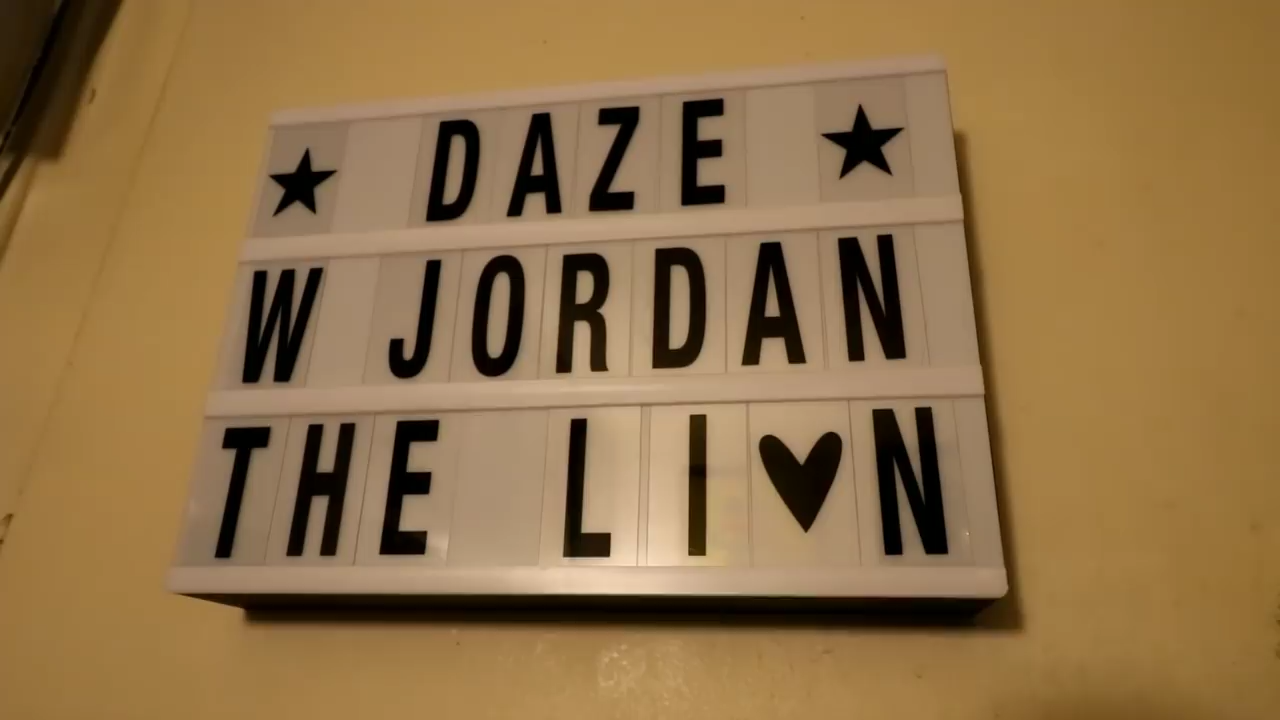 ★ DAZE ★
W JORDAN
THE LI♥N